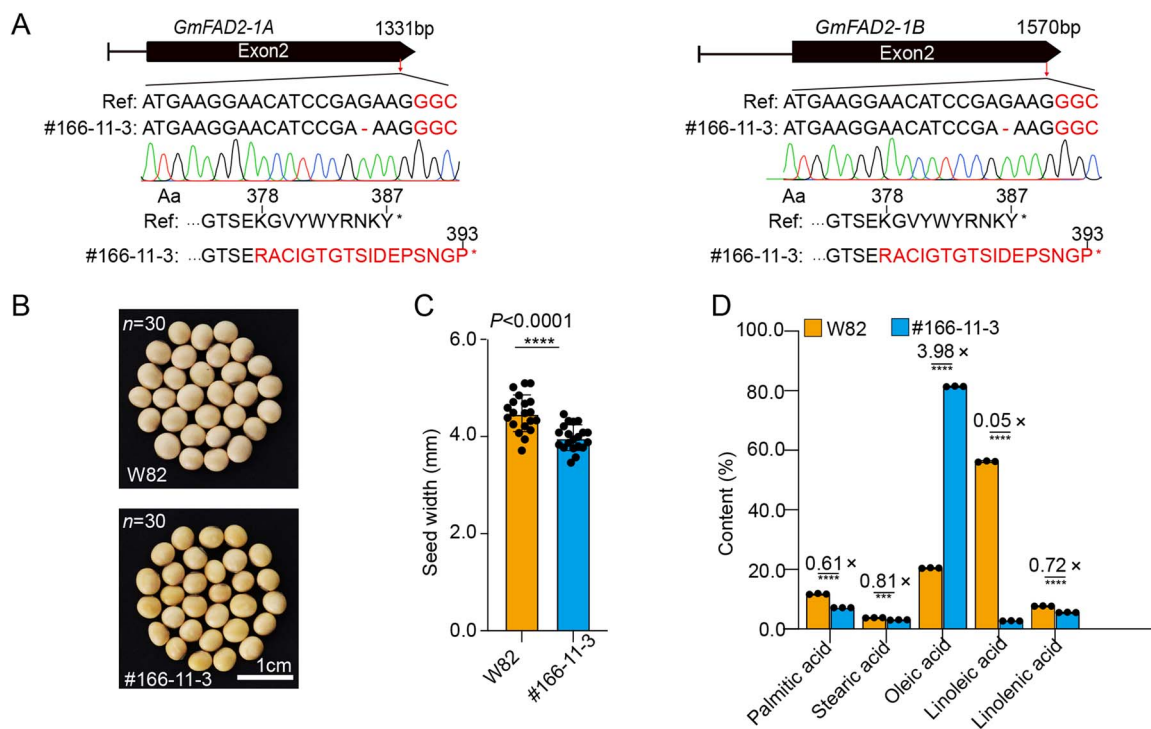 A
GmFAD2-1A 1331bp
Exon2
Ref: ATGAAGGAACATCCGAGAAGGGC
#166-11-3: ATGAAGGAACATCCGA-AAGGGC
Aa 378 387
Ref: ...GTSEKGVYWYRNKY*
393
#166-11-3: ...GTSERACIGTGTSIDEPSNGP*
GmFAD2-1B 1570bp
Exon2
Ref: ATGAAGGAACATCCGAGAAGGGC
#166-11-3: ATGAAGGAACATCCGA-AAGGGC
Aa 378 387
Ref: ...GTSEKGVYWYRNKY*
393
#166-11-3: ...GTSERACIGTGTSIDEPSNGP*
B
n=30
W82
n=30
1cm
#166-11-3
C
P<0.0001
****
6.0
4.0
2.0
0.0
Seed width (mm)
W82
#166-11-3
D
W82 #166-11-3
100.0
80.0
60.0
40.0
20.0
0.0
Content (%)
0.61 ×
****
0.81 ×
***
3.98 ×
****
0.05 ×
****
0.72 ×
****
Palmitic acid
Stearic acid
Oleic acid
Linoleic acid
Linolenic acid